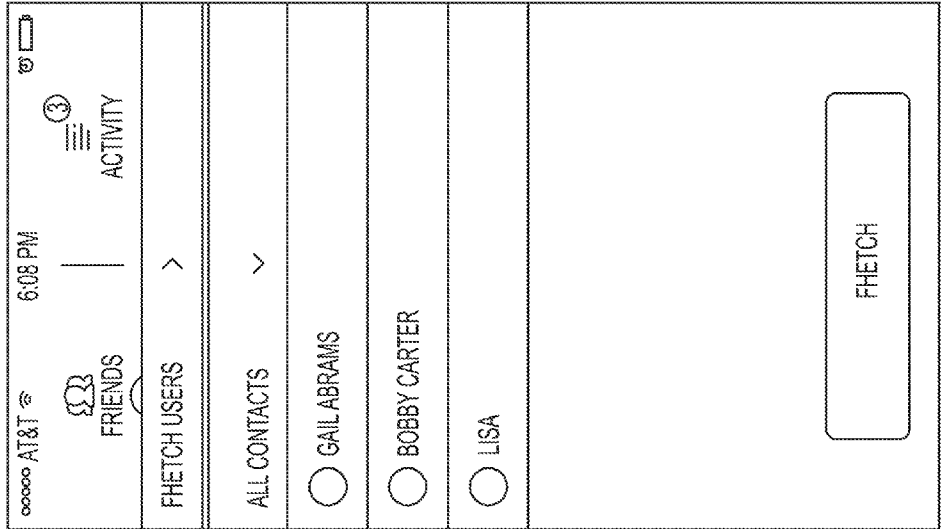 ooooo AT&T 6:08 PM
3
FRIENDS ACTIVITY
FHETCH USERS >
ALL CONTACTS <
GAIL ABRAMS
BOBBY CARTER
LISA
FHETCH